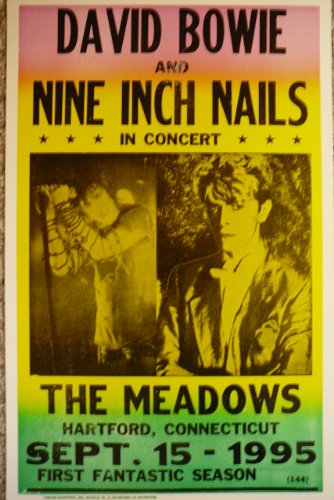 DAVID BOWIE
AND
NINE INCH NAILS
★ ★ ★ IN CONCERT ★ ★ ★
THE MEADOWS
HARTFORD, CONNECTICUT
SEPT. 15 - 1995
FIRST FANTASTIC SEASON (144)